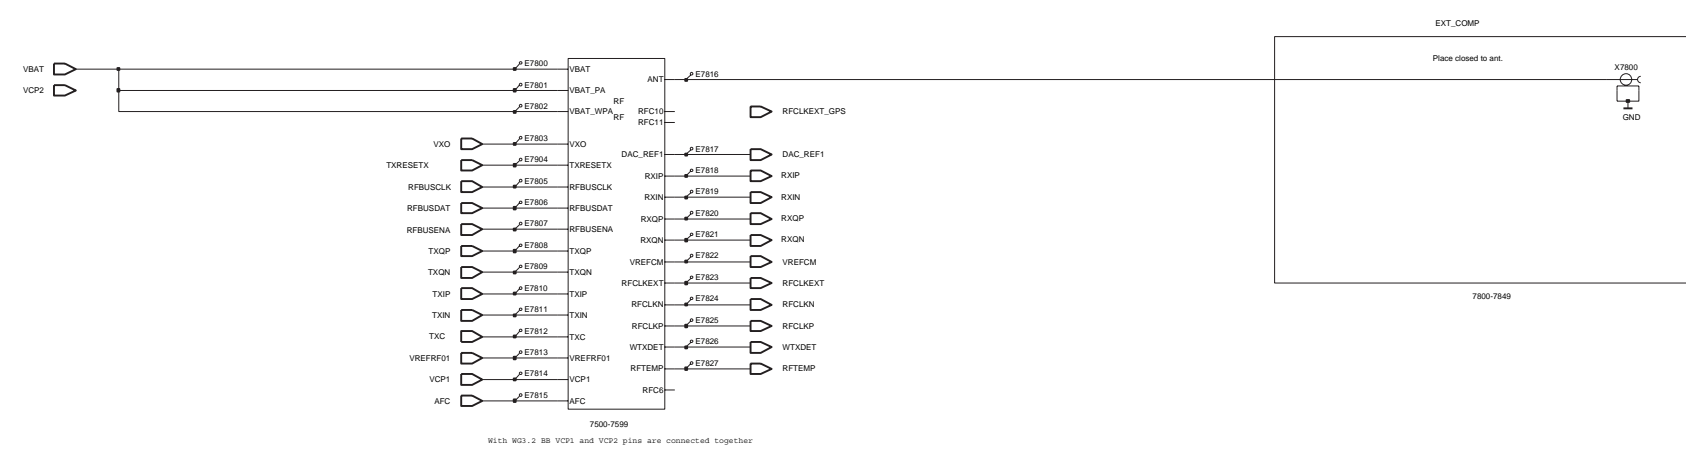 EXT_COMP
Place closed to ant.
VBAT E7800 VBAT
X7800
ANT E7816
VCP2 E7801 VBAT_PA
RF
E7802 VBAT_WPA RFC10 RFCLKEXT_GPS
RF
RFC11
GND
VXO E7803 VXO
DAC_REF1 E7817 DAC_REF1
TXRESETX E7904 TXRESETX
RXIP E7818 RXIP
RFBUSCLK E7805 RFBUSCLK
RXIN E7819 RXIN
RFBUSDAT E7806 RFBUSDAT
RXQP E7820 RXQP
RFBUSENA E7807 RFBUSENA
RXQN E7821 RXQN
TXQP E7808 TXQP
VREFCM E7822 VREFCM
TXQN E7809 TXQN
RFCLKEXT E7823 RFCLKEXT
TXIP E7810 TXIP
7800-7849
RFCLKN E7824 RFCLKN
TXIN E7811 TXIN
RFCLKP E7825 RFCLKP
TXC E7812 TXC
WTXDET E7826 WTXDET
VREFRF01 E7813 VREFRF01
RFTEMP E7827 RFTEMP
VCP1 E7814 VCP1
RFC6
AFC E7815 AFC
7500-7599
With WG3.2 BB VCP1 and VCP2 pins are connected together